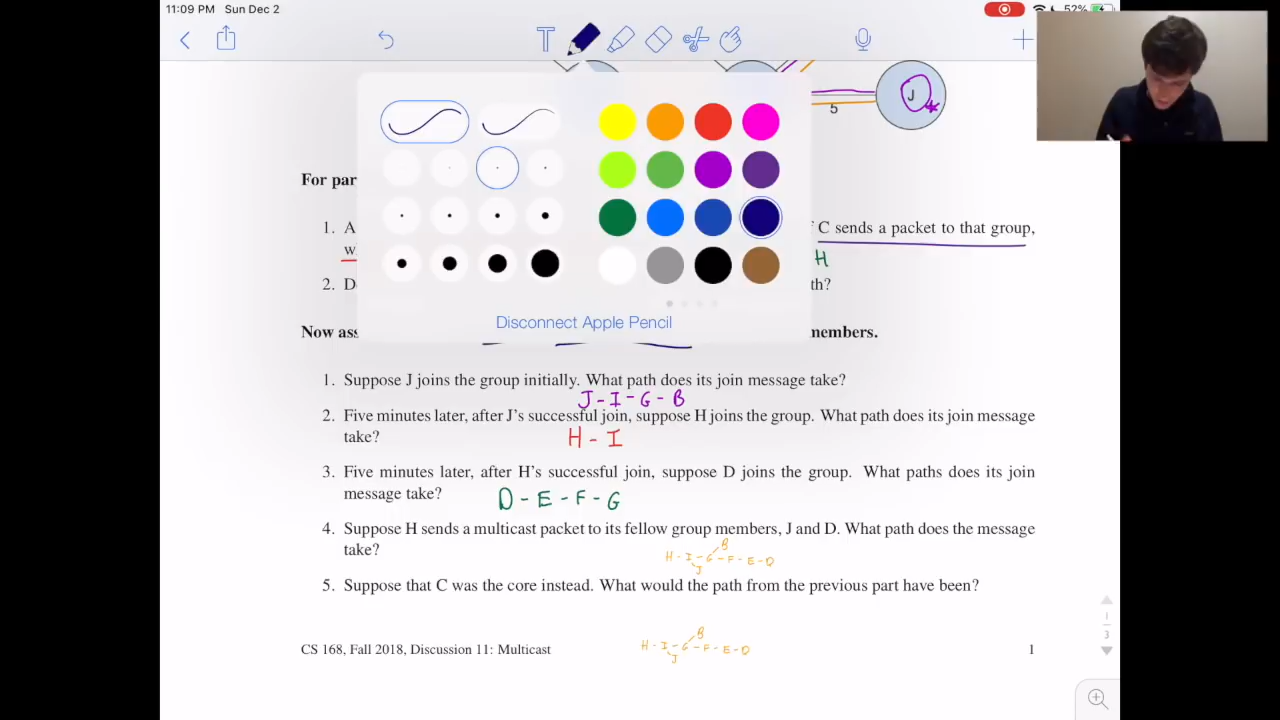 11:09 PM Sun Dec 2
52%
T
J
5
For par
1. A
C sends a packet to that group,
w
H
2. D
th?
Disconnect Apple Pencil
Now ass
members.
1. Suppose J joins the group initially. What path does its join message take?
J-I-G-B
2. Five minutes later, after J's successful join, suppose H joins the group. What path does its join message
take?
H-I
3. Five minutes later, after H's successful join, suppose D joins the group. What paths does its join
message take?
D-E-F-G
4. Suppose H sends a multicast packet to its fellow group members, J and D. What path does the message
take?
B
H-I-G-F-E-D
J
5. Suppose that C was the core instead. What would the path from the previous part have been?
B
H-I-G-F-E-D
J
CS 168, Fall 2018, Discussion 11: Multicast
1
1
3